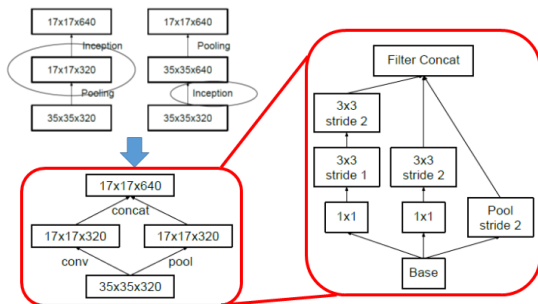 17x17x640
Inception
17x17x320
Pooling
35x35x320
17x17x640
Pooling
35x35x640
Inception
35x35x320
17x17x640
concat
17x17x320
17x17x320
conv
pool
35x35x320
Filter Concat
3x3
stride 2
3x3
stride 1
3x3
stride 2
1x1
1x1
Pool
stride 2
Base